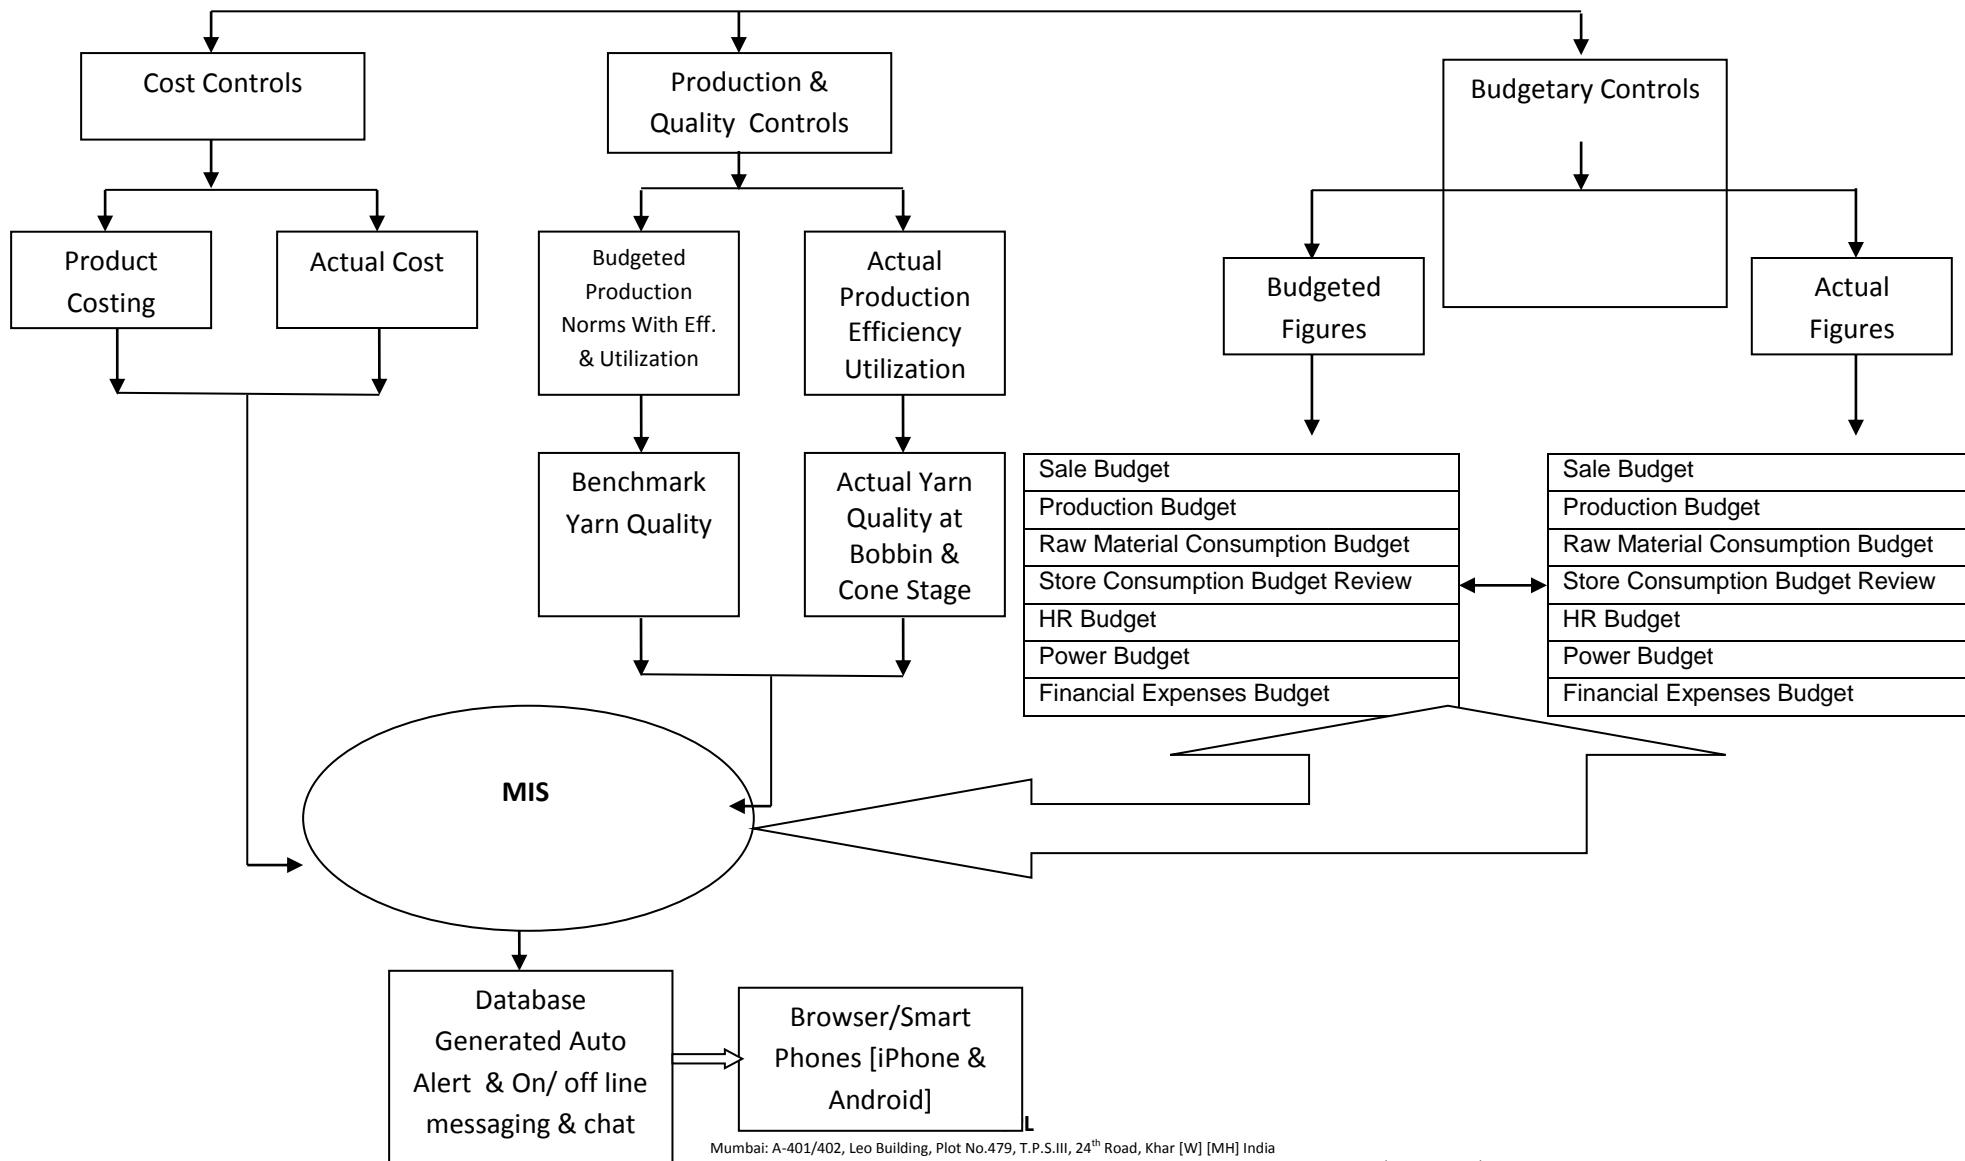 Cost Controls
Production &
Quality Controls
Budgetary Controls
Product
Costing
Actual Cost
Budgeted
Production
Norms With Eff.
& Utilization
Actual
Production
Efficiency
Utilization
Budgeted
Figures
Actual
Figures
Benchmark
Yarn Quality
Actual Yarn
Quality at
Bobbin &
Cone Stage
Sale Budget
Production Budget
Raw Material Consumption Budget
Store Consumption Budget Review
HR Budget
Power Budget
Financial Expenses Budget
Sale Budget
Production Budget
Raw Material Consumption Budget
Store Consumption Budget Review
HR Budget
Power Budget
Financial Expenses Budget
MIS
Database
Generated Auto
Alert & On/ off line
messaging & chat
Browser/Smart
Phones [iPhone &
Android]
L
Mumbai: A-401/402, Leo Building, Plot No.479, T.P.S.III, 24th Road, Khar [W] [MH] India